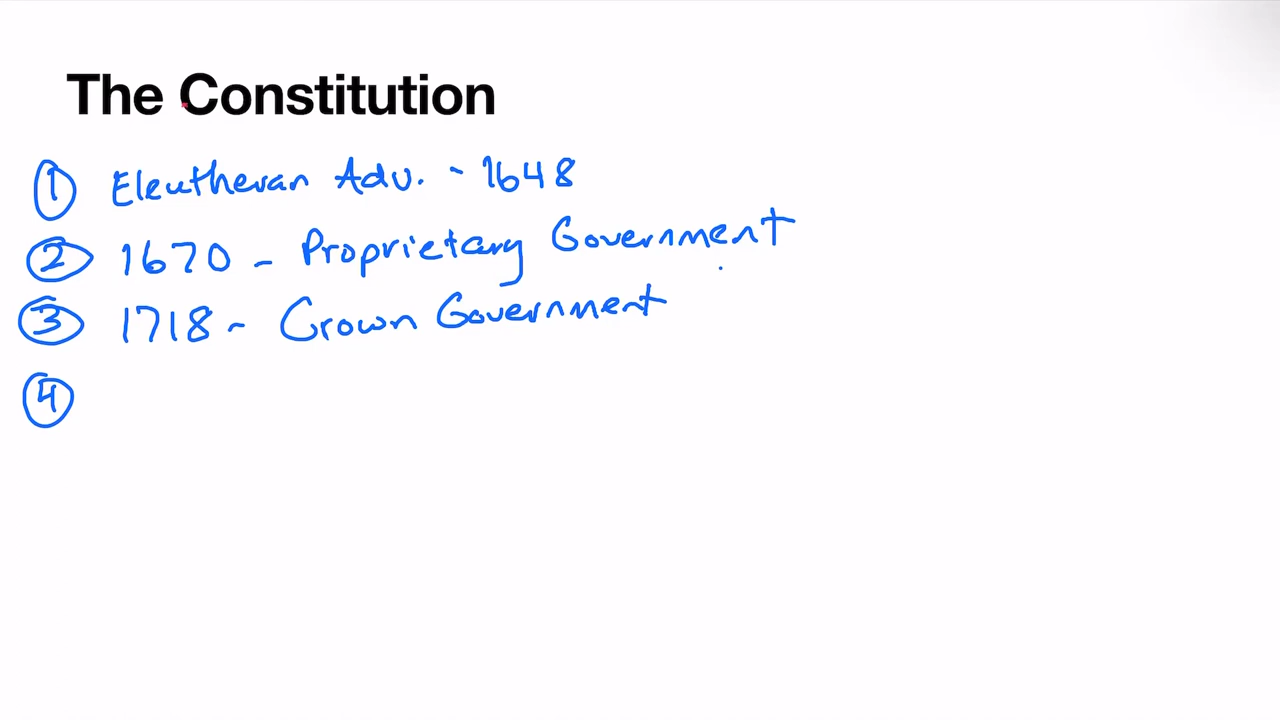 The Constitution
1 Eleutheran Adv. - 1648
2 1670 - Proprietary Government
3 1718 - Crown Government
4